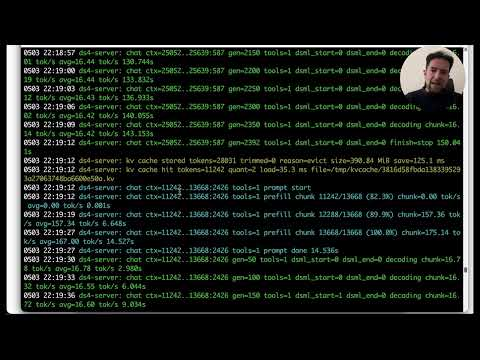 0503 22:18:57 ds4-server: chat ctx=25052..25639:587 gen=2150 tools=1 dsml_start=0 dsml_end=0 decoding chunk=16.
01 tok/s avg=16.44 tok/s 130.744s
0503 22:19:00 ds4-server: chat ctx=25052..25639:587 gen=2200 tools=1 dsml_start=0 dsml_end=0 decoding chunk=16.
19 tok/s avg=16.44 tok/s 133.832s
0503 22:19:03 ds4-server: chat ctx=25052..25639:587 gen=2250 tools=1 dsml_start=0 dsml_end=0 decoding chunk=16.
03 tok/s avg=16.43 tok/s 136.953s
0503 22:19:06 ds4-server: chat ctx=25052..25639:587 gen=2300 tools=1 dsml_start=0 dsml_end=0 decoding chunk=16.
12 tok/s avg=16.42 tok/s 140.055s
0503 22:19:09 ds4-server: chat ctx=25052..25639:587 gen=2350 tools=1 dsml_start=0 dsml_end=0 decoding chunk=16.
14 tok/s avg=16.42 tok/s 143.153s
0503 22:19:12 ds4-server: chat ctx=25052..25639:587 gen=2392 tools=1 dsml_start=0 dsml_end=0 finish=stop 150.04
1s
0503 22:19:12 ds4-server: kv cache stored tokens=28031 trimmed=0 reason=evict size=390.84 MiB save=125.1 ms
0503 22:19:12 ds4-server: kv cache hit tokens=11242 quant=2 load=35.3 ms file=/tmp/kvcache/3816d58fbda138339529
0503 22:19:12 ds4-server: chat ctx=11242..13668:2426 tools=1 prompt start
0503 22:19:12 ds4-server: chat ctx=11242..13668:2426 tools=1 prefill chunk 11242/13668 (82.3%) chunk=0.00 tok/s
avg=0.00 tok/s 0.001s
0503 22:19:19 ds4-server: chat ctx=11242..13668:2426 tools=1 prefill chunk 12288/13668 (89.9%) chunk=157.36
tok/s avg=157.34 tok/s 6.648s
0503 22:19:27 ds4-server: chat ctx=11242..13668:2426 tools=1 prefill chunk 13668/13668 (100.0%) chunk=175.14 to
k/s avg=167.00 tok/s 14.527s
0503 22:19:27 ds4-server: chat ctx=11242..13668:2426 tools=1 prompt done 14.536s
0503 22:19:30 ds4-server: chat ctx=11242..13668:2426 gen=50 tools=1 dsml_start=0 dsml_end=0 decoding chunk=16.7
8 tok/s avg=16.78 tok/s 2.980s
0503 22:19:33 ds4-server: chat ctx=11242..13668:2426 gen=100 tools=1 dsml_start=0 dsml_end=0 decoding chunk=16.
32 tok/s avg=16.55 tok/s 6.044s
0503 22:19:36 ds4-server: chat ctx=11242..13668:2426 gen=150 tools=1 dsml_start=0 dsml_end=0 decoding chunk=16.
72 tok/s avg=16.60 tok/s 9.034s